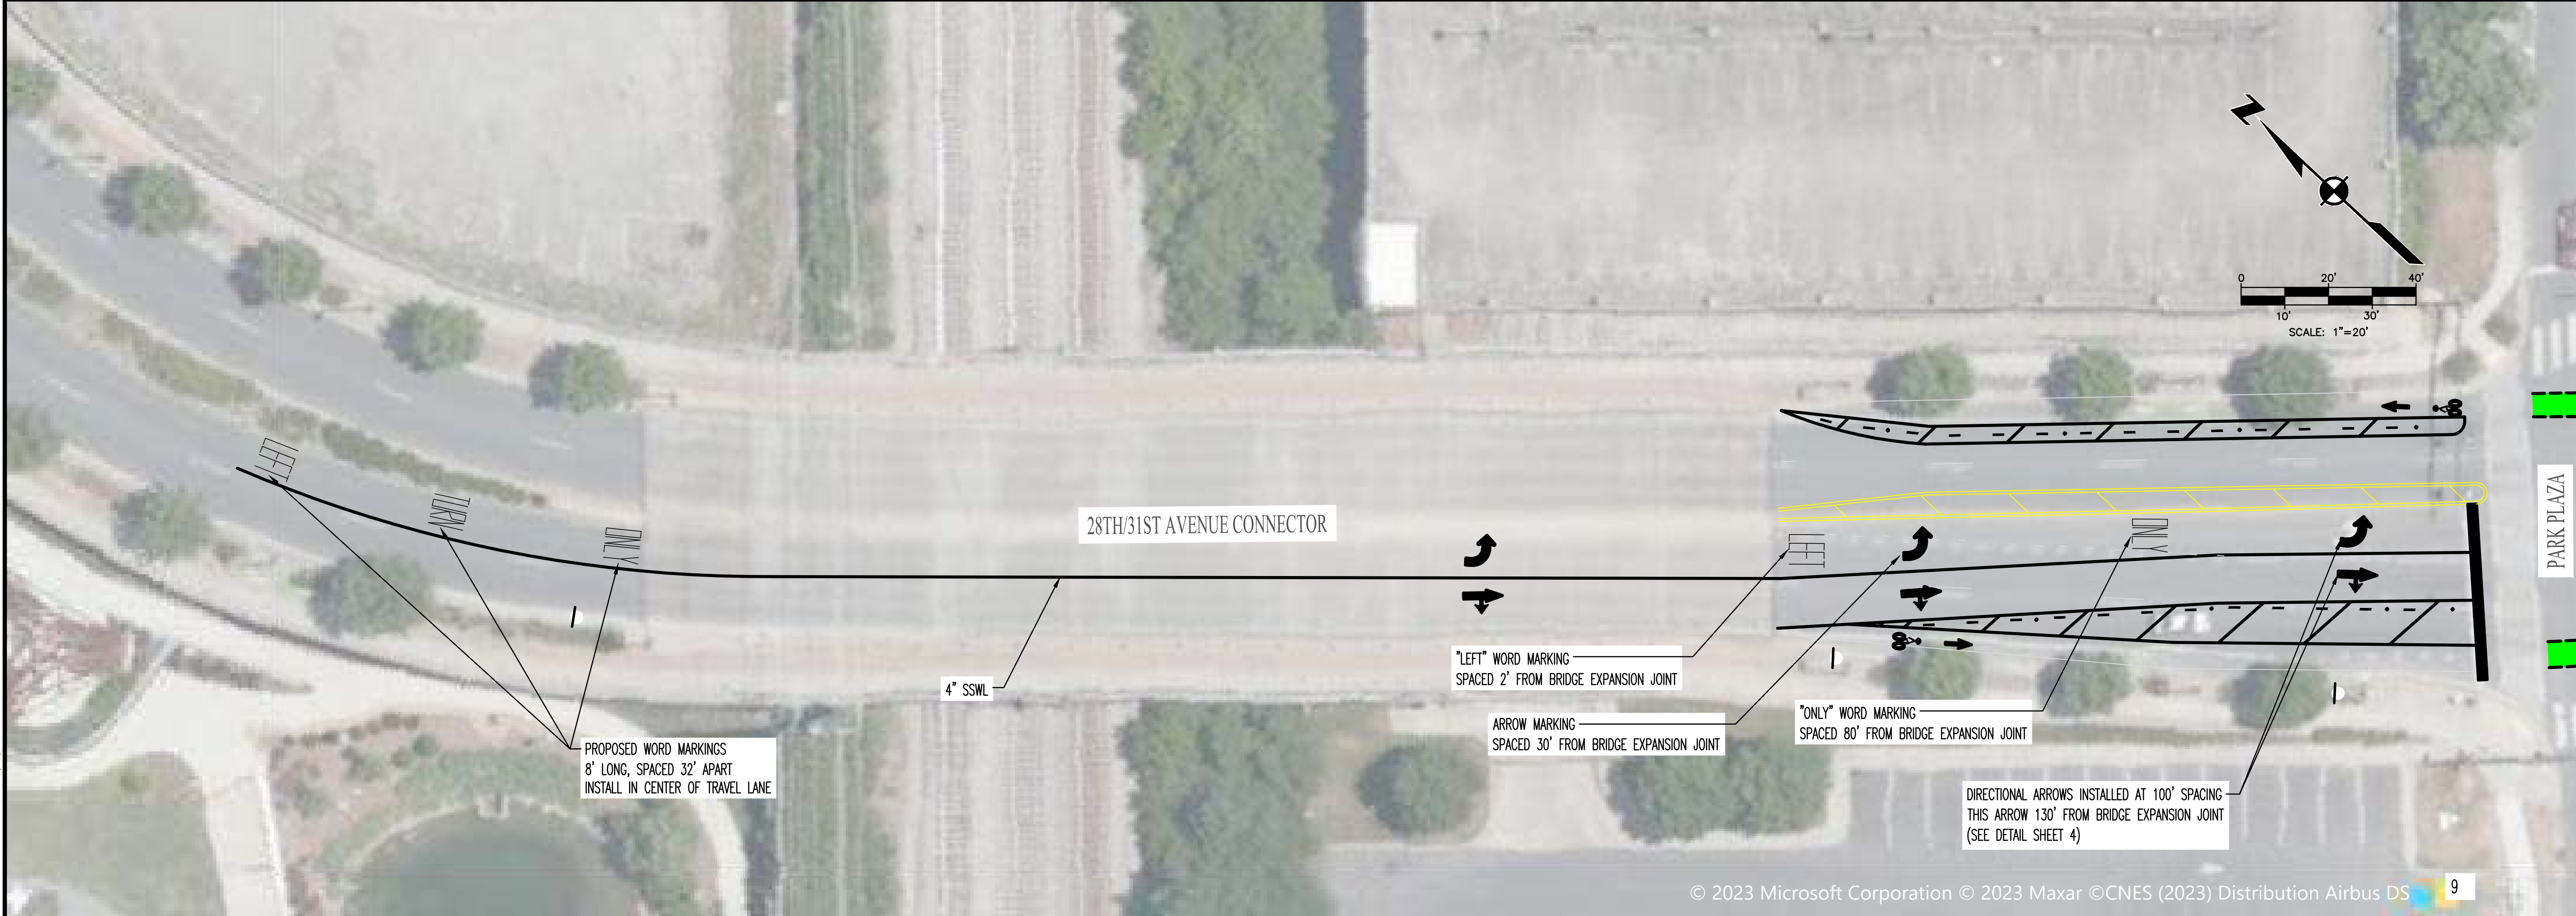 N
0 20' 40'
10' 30'
SCALE: 1"=20'
LEFT
TURN
ONLY
28TH/31ST AVENUE CONNECTOR
LEFT
ONLY
PARK PLAZA
4" SSWL
"LEFT" WORD MARKING
SPACED 2' FROM BRIDGE EXPANSION JOINT
ARROW MARKING
SPACED 30' FROM BRIDGE EXPANSION JOINT
"ONLY" WORD MARKING
SPACED 80' FROM BRIDGE EXPANSION JOINT
PROPOSED WORD MARKINGS
8' LONG, SPACED 32' APART
INSTALL IN CENTER OF TRAVEL LANE
DIRECTIONAL ARROWS INSTALLED AT 100' SPACING
THIS ARROW 130' FROM BRIDGE EXPANSION JOINT
(SEE DETAIL SHEET 4)
© 2023 Microsoft Corporation © 2023 Maxar ©CNES (2023) Distribution Airbus DS
9